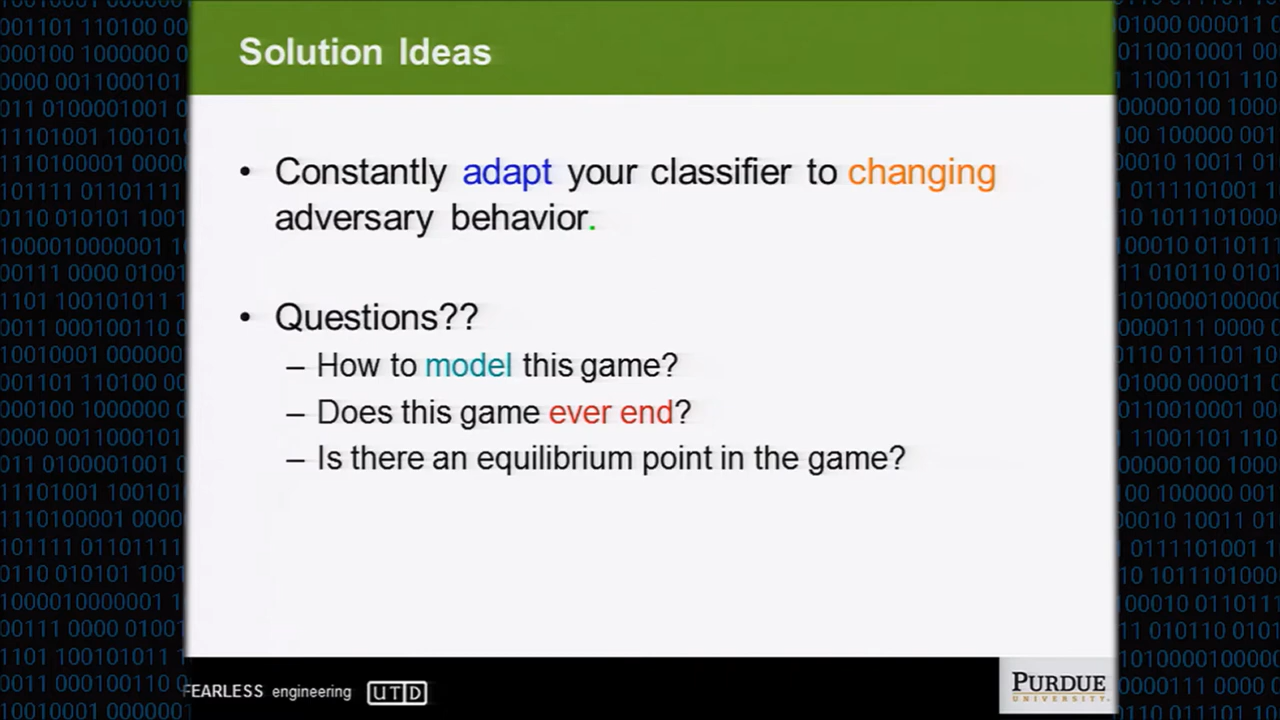 Solution Ideas
• Constantly adapt your classifier to changing
adversary behavior.
• Questions??
– How to model this game?
– Does this game ever end?
– Is there an equilibrium point in the game?
FEARLESS engineering UTD
PURDUE
UNIVERSITY